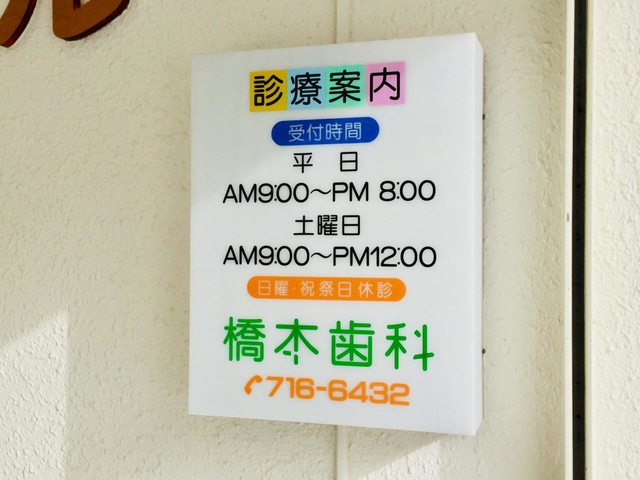 診療案内
受付時間
平 日
AM9:00〜PM 8:00
土曜日
AM9:00〜PM12:00
日曜・祝祭日休診
橋本歯科
716-6432